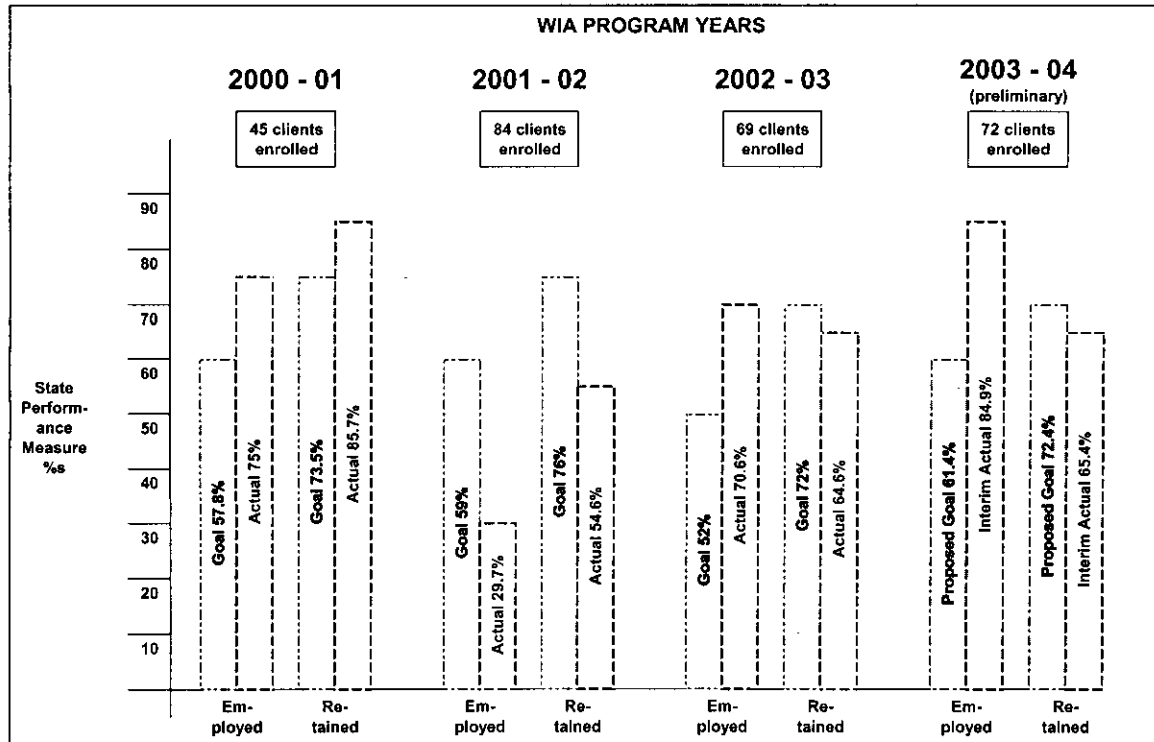 WIA PROGRAM YEARS
2000 - 01
2001 - 02
2002 - 03
2003 - 04
(preliminary)
45 clients
enrolled
84 clients
enrolled
69 clients
enrolled
72 clients
enrolled
90
80
70
60
50
40
30
20
10
State
Perform-
ance
Measure
%s
Goal 57.8%
Actual 75%
Goal 73.5%
Actual 85.7%
Goal 59%
Actual 29.7%
Goal 76%
Actual 54.6%
Goal 52%
Actual 70.6%
Goal 72%
Actual 64.6%
Proposed Goal 61.4%
Interim Actual 84.9%
Proposed Goal 72.4%
Interim Actual 65.4%
Em-
ployed
Re-
tained
Em-
ployed
Re-
tained
Em-
ployed
Re-
tained
Em-
ployed
Re-
tained